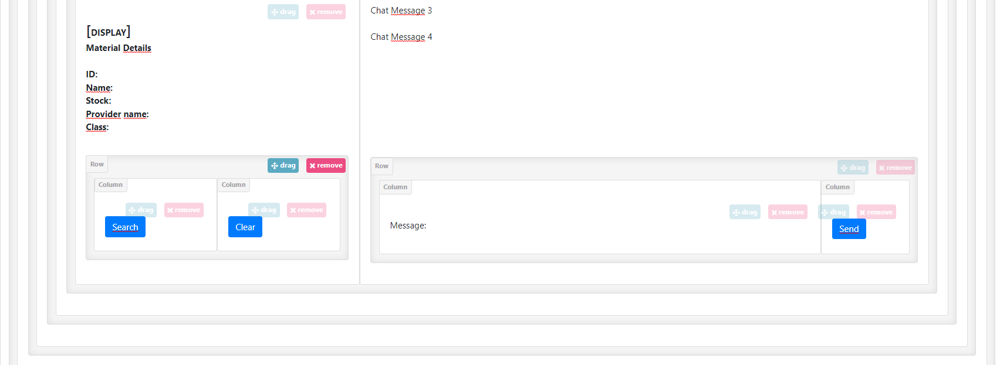 drag remove
[DISPLAY]
Material Details
ID:
Name:
Stock:
Provider name:
Class:
Row drag remove
Column
drag remove
Search
Column
drag remove
Clear
Chat Message 3
Chat Message 4
Row drag remove
Column
drag remove
Message:
Column
drag remove
Send